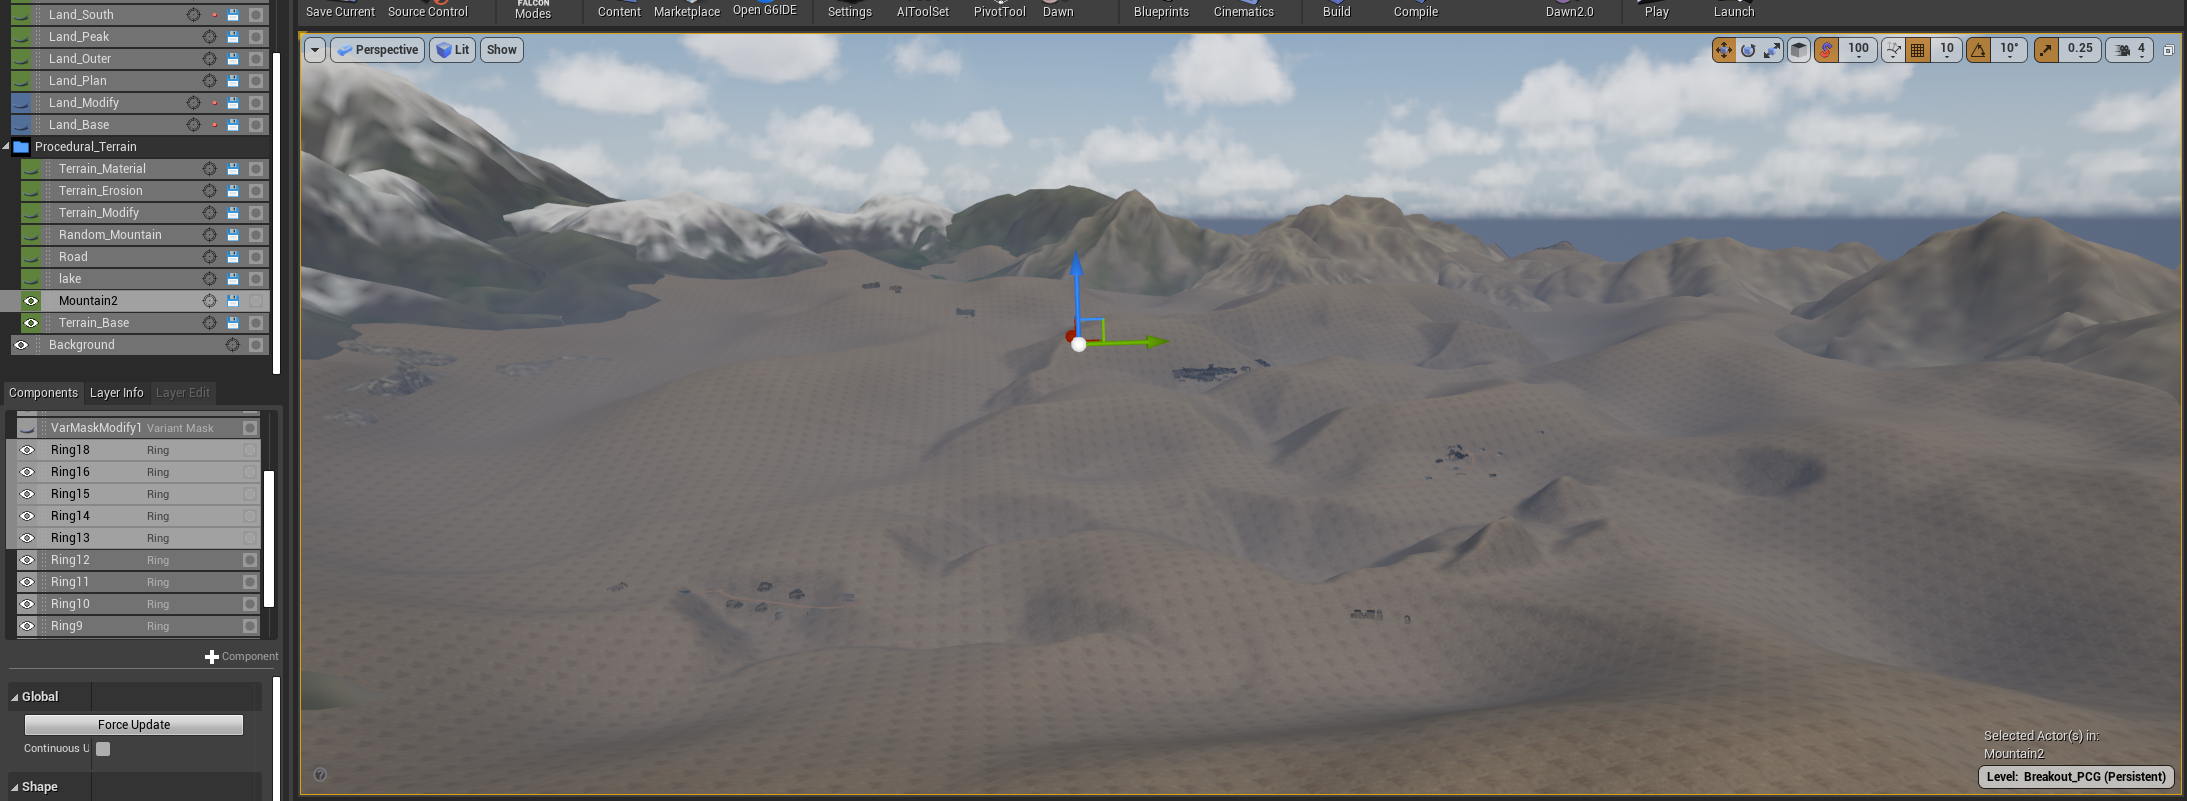 Save Current Source Control FALCON Modes Content Marketplace Open G6IDE Settings AIToolSet PivotTool Dawn Blueprints Cinematics Build Compile Dawn2.0 Play Launch
Perspective Lit Show 100 10 10° 0.25 4
Land_South
Land_Peak
Land_Outer
Land_Plan
Land_Modify
Land_Base
Procedural_Terrain
Terrain_Material
Terrain_Erosion
Terrain_Modify
Random_Mountain
Road
lake
Mountain2
Terrain_Base
Background
Components Layer Info Layer Edit
VarMaskModify1 Variant Mask
Ring18 Ring
Ring16 Ring
Ring15 Ring
Ring14 Ring
Ring13 Ring
Ring12 Ring
Ring11 Ring
Ring10 Ring
Ring9 Ring
Component
Global
Force Update
Continuous U
Shape
Selected Actor(s) in:
Mountain2
Level: Breakout_PCG (Persistent)